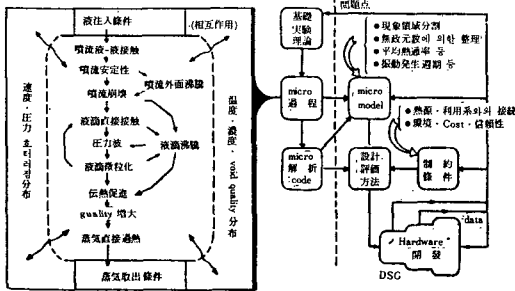 液注入條件
(相互作用)
噴流液-液接触
噴流安定性
噴流外面沸騰
噴流崩壞
液滴直接接触
圧力波
液滴沸騰
液滴微粒化
伝熱促進
quality 増大
蒸気直接過熱
蒸気取出條件
速度・圧力
分布
温度・濃度・void quality 分布
問題点
基礎
実験
理論
micro
過程
micro
解析
code
●現象領域分割
●無次元数에 의한 整理
●平均熱通率 등
●振動発生週期 등
micro
model
●熱源・利用系와의 接続
●環境・Cost・信頼性
設計
評価
方法
制約
條件
data
"Hardware"
開發
DSG